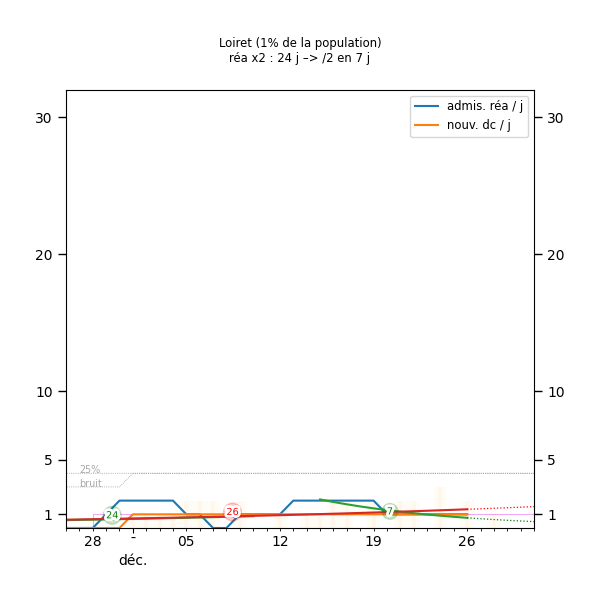 Loiret (1% de la population)
réa x2 : 24 j –> /2 en 7 j
admis. réa / j
nouv. dc / j
30 30
20 20
10 10
5 5
25%
bruit
24 26 7
1 1
28 - 05 12 19 26
déc.